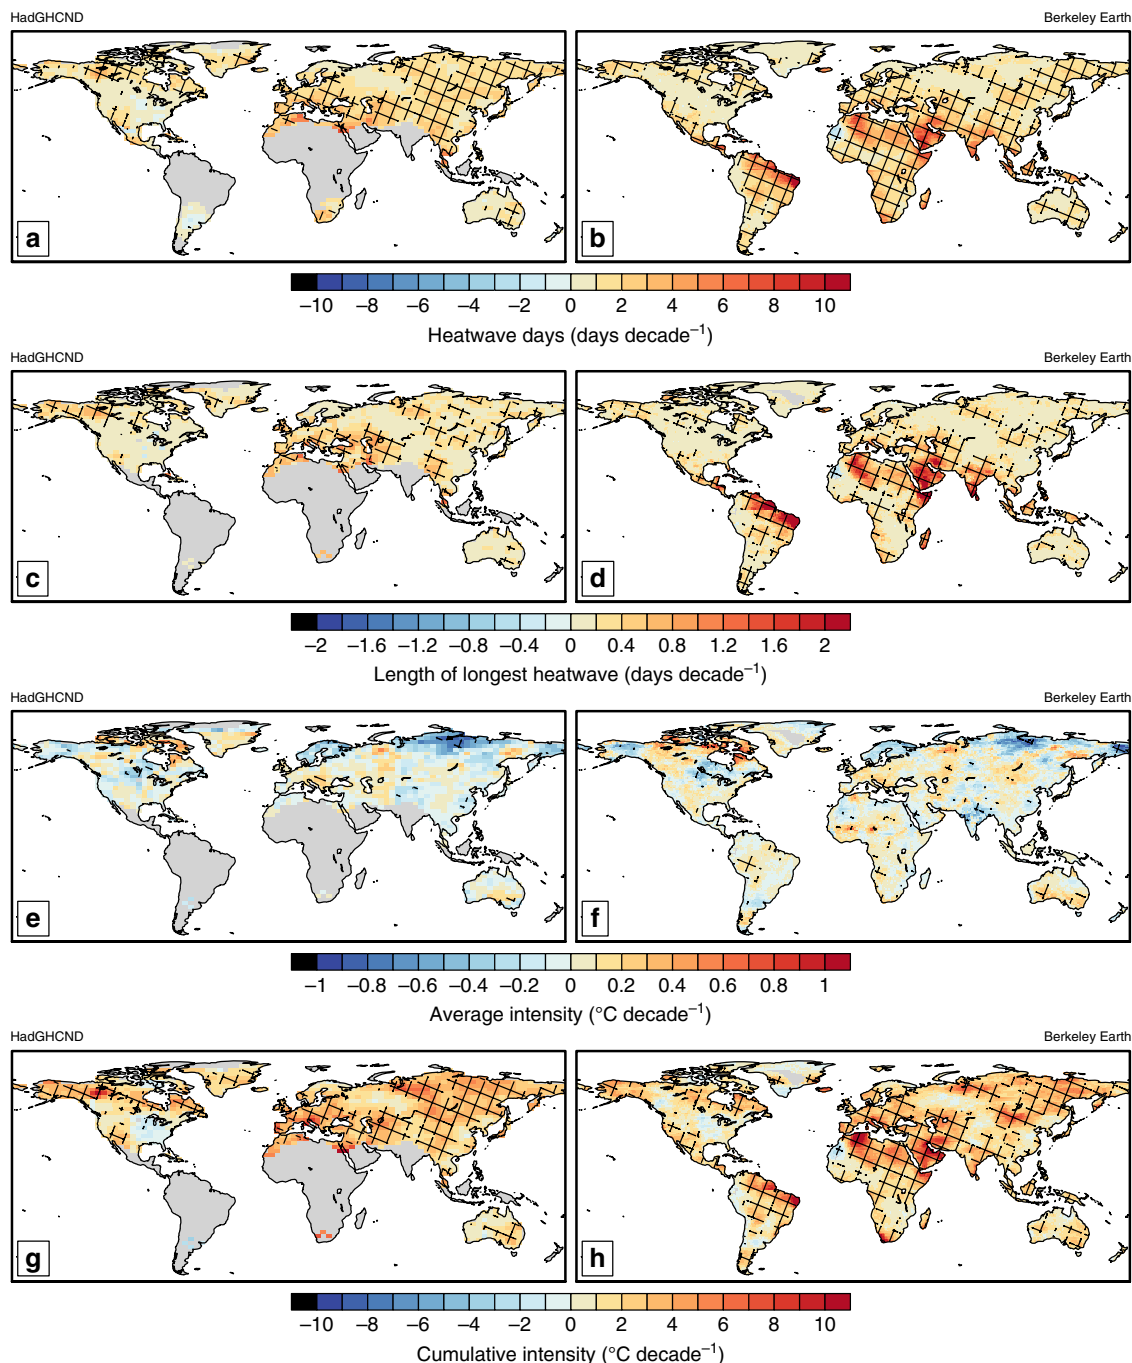 HadGHCND Berkeley Earth
a b
−10 −8 −6 −4 −2 0 2 4 6 8 10
Heatwave days (days decade⁻¹)
HadGHCND Berkeley Earth
c d
−2 −1.6 −1.2 −0.8 −0.4 0 0.4 0.8 1.2 1.6 2
Length of longest heatwave (days decade⁻¹)
HadGHCND Berkeley Earth
e f
−1 −0.8 −0.6 −0.4 −0.2 0 0.2 0.4 0.6 0.8 1
Average intensity (°C decade⁻¹)
HadGHCND Berkeley Earth
g h
−10 −8 −6 −4 −2 0 2 4 6 8 10
Cumulative intensity (°C decade⁻¹)